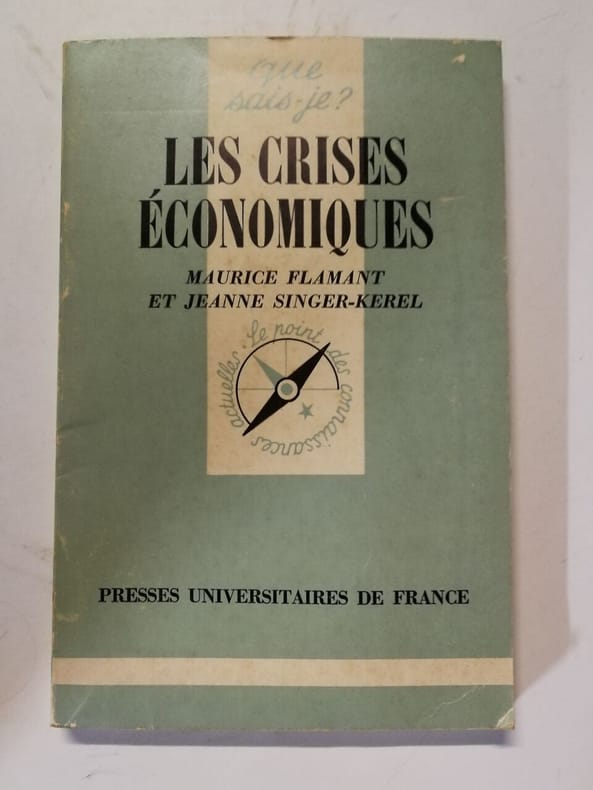 que
sais-je?
LES CRISES
ÉCONOMIQUES
MAURICE FLAMANT
ET JEANNE SINGER-KEREL
Le point des connaissances actuelles.
PRESSES UNIVERSITAIRES DE FRANCE